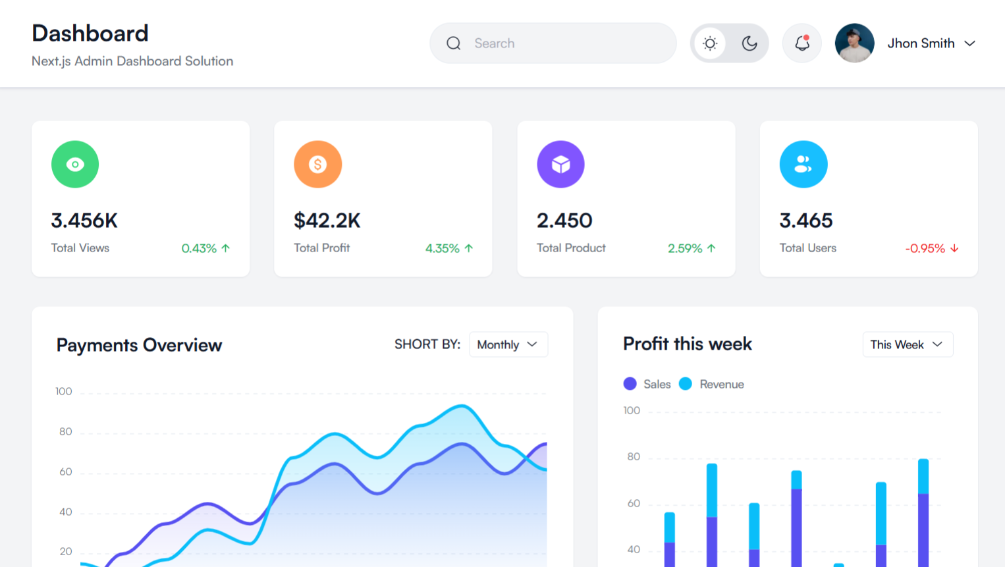 Dashboard
Next.js Admin Dashboard Solution
Search
Jhon Smith
3.456K
Total Views 0.43%
$42.2K
Total Profit 4.35%
2.450
Total Product 2.59%
3.465
Total Users -0.95%
Payments Overview
SHORT BY: Monthly
100
80
60
40
20
Profit this week
This Week
Sales Revenue
100
80
60
40